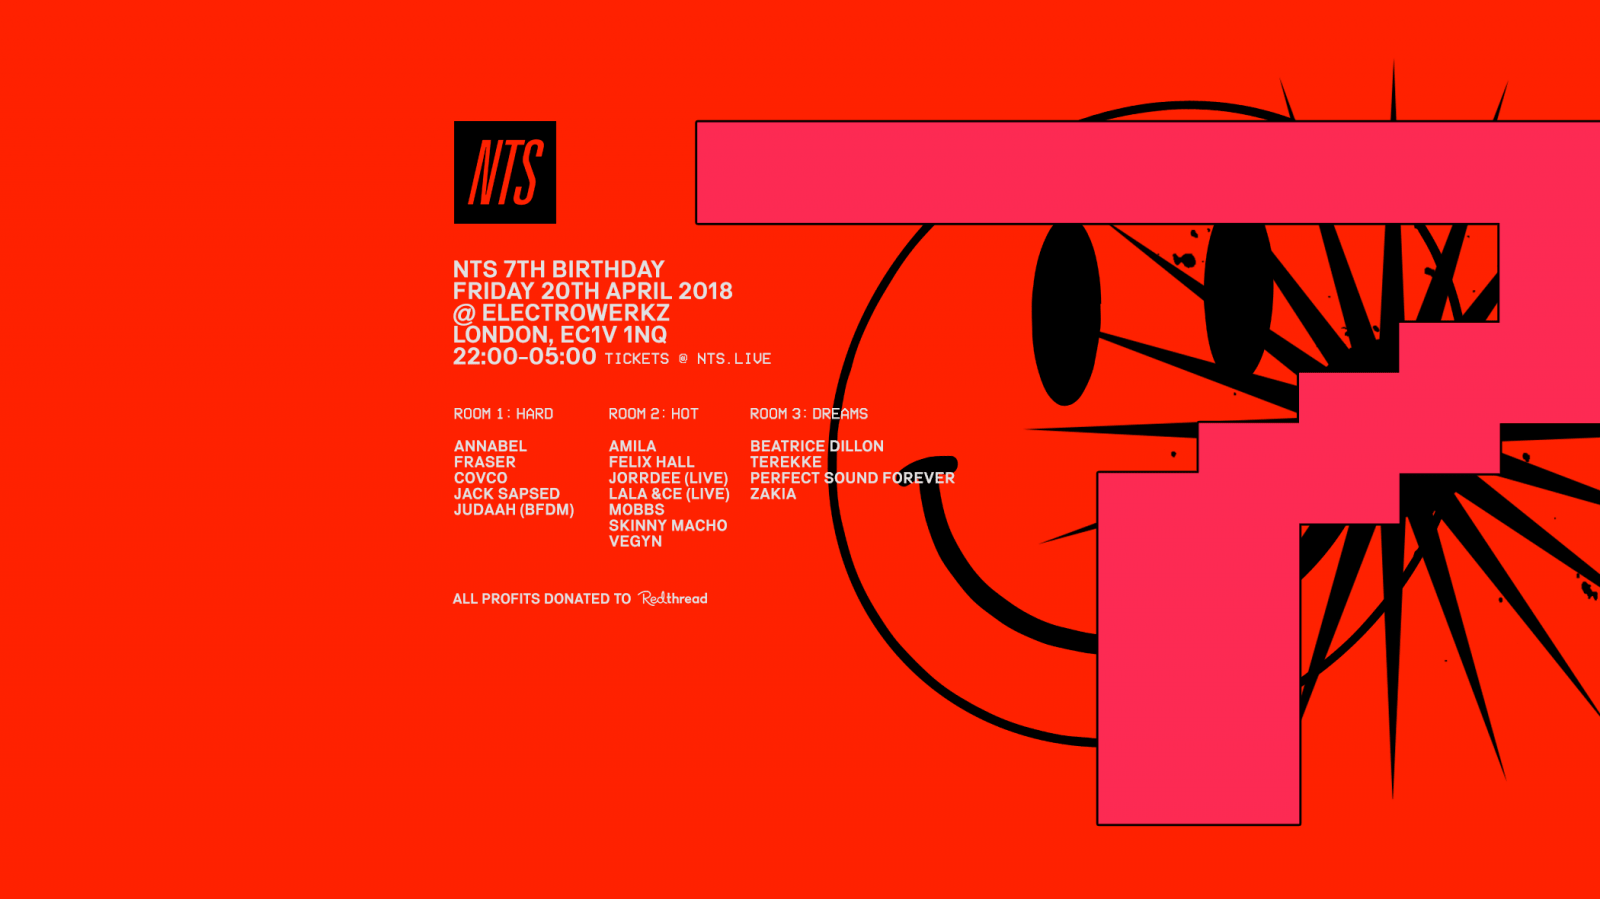 NTS
NTS 7TH BIRTHDAY
FRIDAY 20TH APRIL 2018
@ ELECTROWERKZ
LONDON, EC1V 1NQ
22:00–05:00 TICKETS @ NTS.LIVE
ROOM 1: HARD
ANNABEL
FRASER
COVCO
JACK SAPSED
JUDAAH (BFDM)
ROOM 2: HOT
AMILA
FELIX HALL
JORRDEE (LIVE)
LALA &CE (LIVE)
MOBBS
SKINNY MACHO
VEGYN
ROOM 3: DREAMS
BEATRICE DILLON
TEREKKE
PERFECT SOUND FOREVER
ZAKIA
ALL PROFITS DONATED TO Redthread